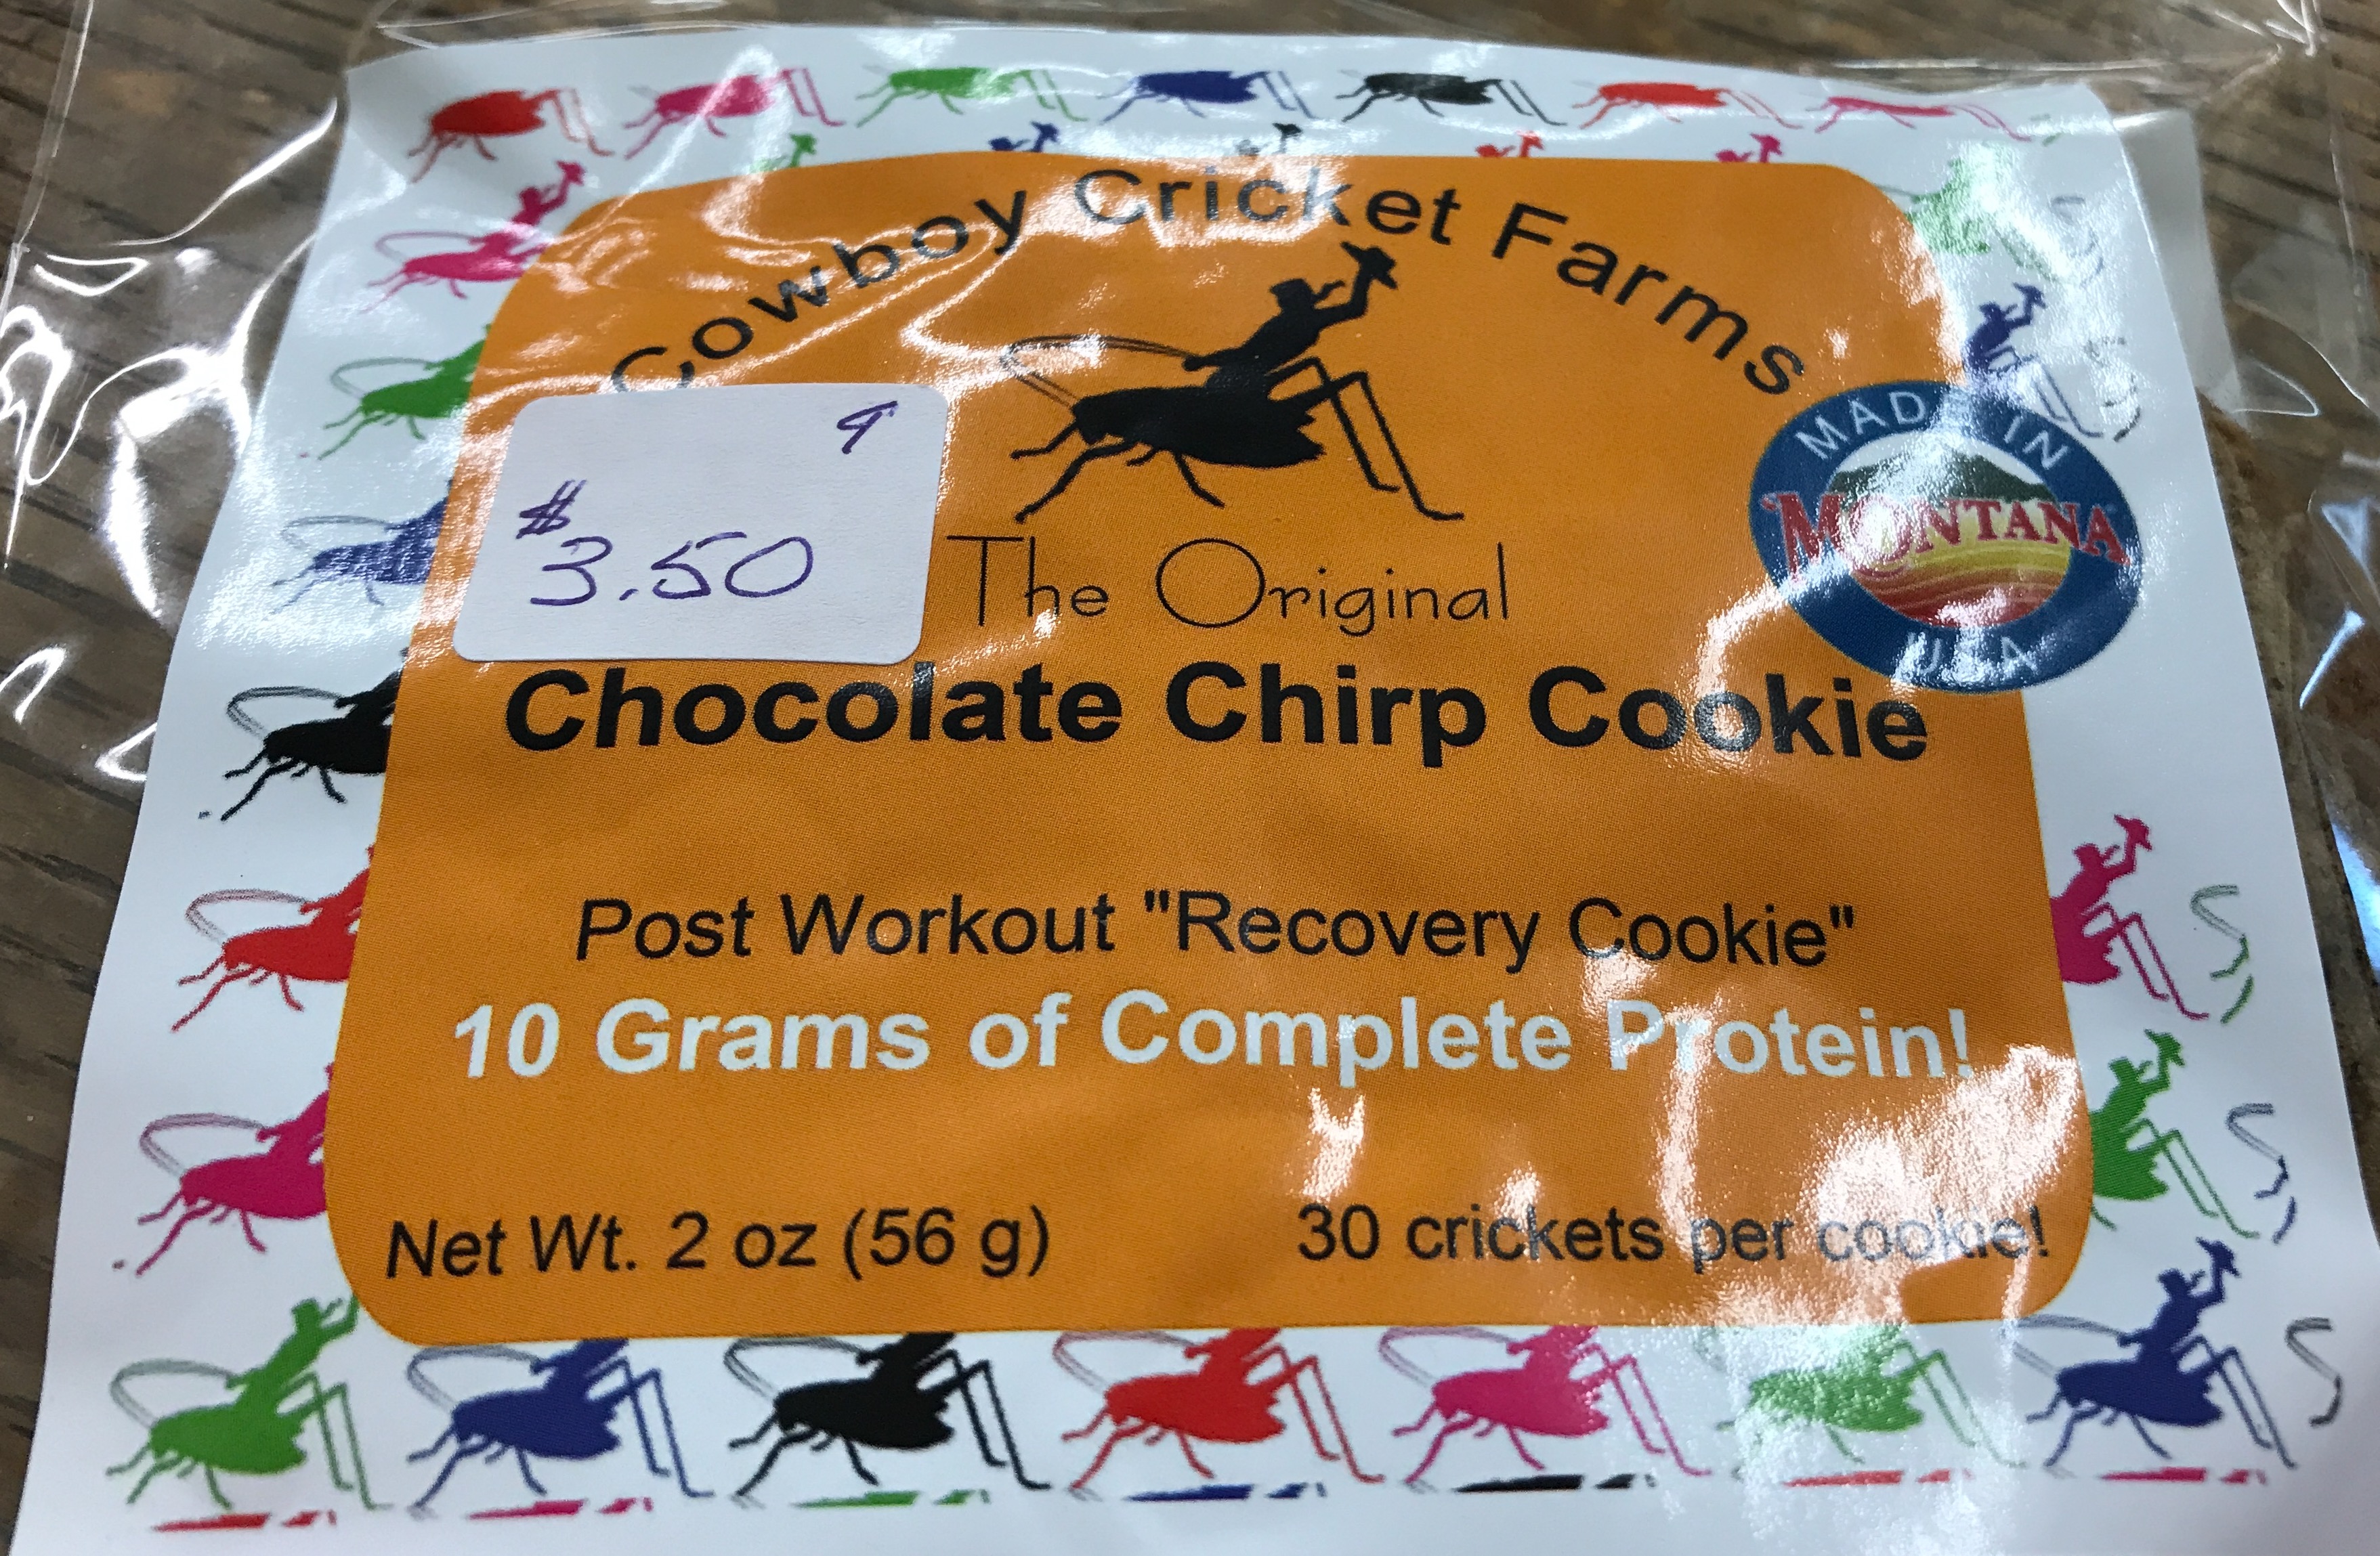 Cowboy Cricket Farms
MADE IN
MONTANA
USA
$3.50
The Original
Chocolate Chirp Cookie
Post Workout "Recovery Cookie"
10 Grams of Complete Protein!
Net Wt. 2 oz (56 g)
30 crickets per cookie!